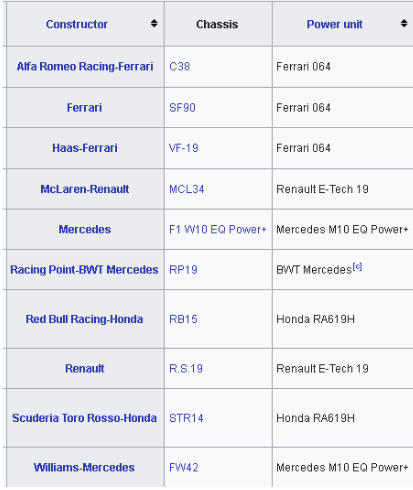 Constructor Chassis Power unit
Alfa Romeo Racing-Ferrari C38 Ferrari 064
Ferrari SF90 Ferrari 064
Haas-Ferrari VF-19 Ferrari 064
McLaren-Renault MCL34 Renault E-Tech 19
Mercedes F1 W10 EQ Power+ Mercedes M10 EQ Power+
Racing Point-BWT Mercedes RP19 BWT Mercedes[c]
Red Bull Racing-Honda RB15 Honda RA619H
Renault R.S.19 Renault E-Tech 19
Scuderia Toro Rosso-Honda STR14 Honda RA619H
Williams-Mercedes FW42 Mercedes M10 EQ Power+